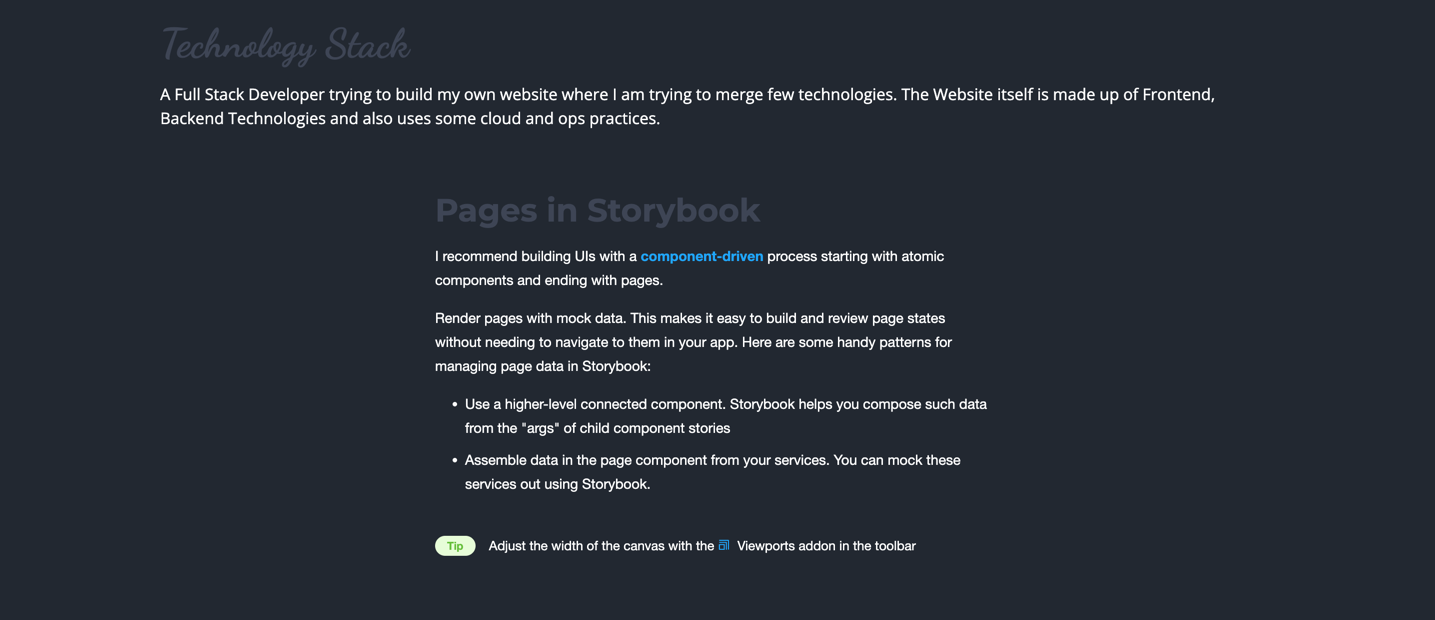 Technology Stack
A Full Stack Developer trying to build my own website where I am trying to merge few technologies. The Website itself is made up of Frontend,
Backend Technologies and also uses some cloud and ops practices.
Pages in Storybook
I recommend building UIs with a component-driven process starting with atomic
components and ending with pages.
Render pages with mock data. This makes it easy to build and review page states
without needing to navigate to them in your app. Here are some handy patterns for
managing page data in Storybook:
• Use a higher-level connected component. Storybook helps you compose such data
from the "args" of child component stories
• Assemble data in the page component from your services. You can mock these
services out using Storybook.
Tip Adjust the width of the canvas with the Viewports addon in the toolbar